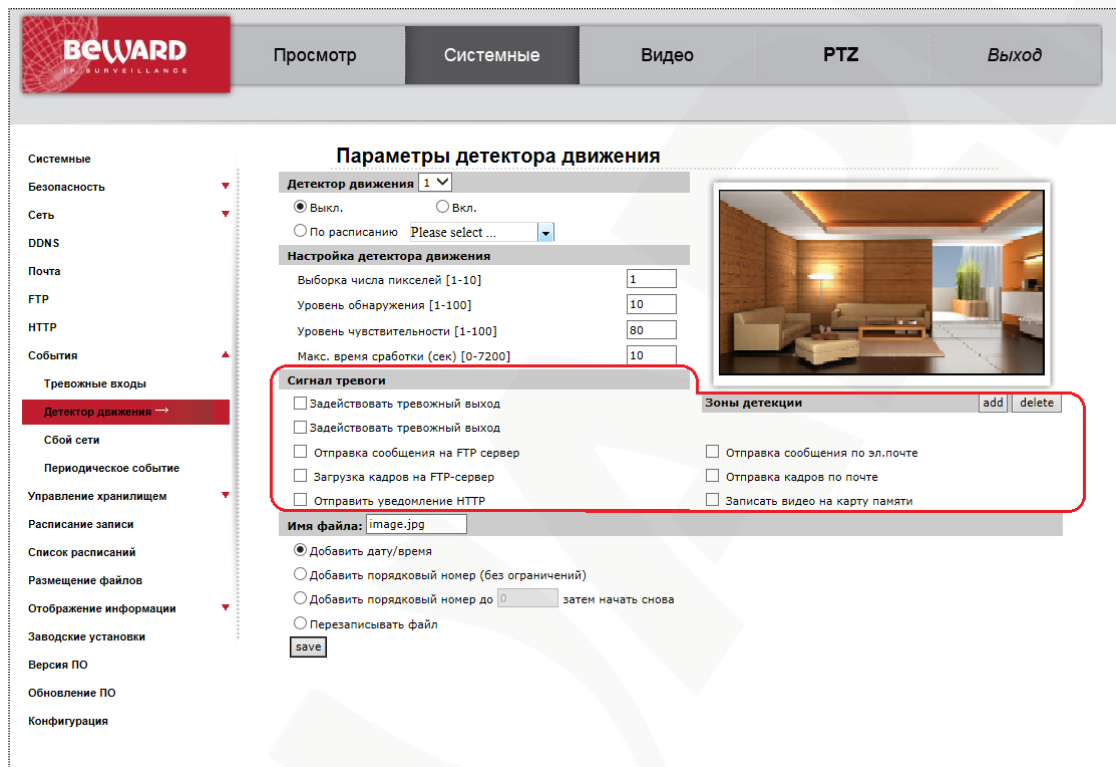 BEWARD
IP SURVEILLANCE
Просмотр
Системные
Видео
PTZ
Выход
Системные
Безопасность
Сеть
DDNS
Почта
FTP
HTTP
События
Тревожные входы
Детектор движения →
Сбой сети
Периодическое событие
Управление хранилищем
Расписание записи
Список расписаний
Размещение файлов
Отображение информации
Заводские установки
Версия ПО
Обновление ПО
Конфигурация
Параметры детектора движения
Детектор движения 1
Выкл. Вкл.
По расписанию Please select ...
Настройка детектора движения
Выборка числа пикселей [1-10] 1
Уровень обнаружения [1-100] 10
Уровень чувствительности [1-100] 80
Макс. время сработки (сек) [0-7200] 10
Сигнал тревоги
Зоны детекции add delete
Задействовать тревожный выход
Задействовать тревожный выход
Отправка сообщения на FTP сервер Отправка сообщения по эл.почте
Загрузка кадров на FTP-сервер Отправка кадров по почте
Отправить уведомление HTTP Записать видео на карту памяти
Имя файла: image.jpg
Добавить дату/время
Добавить порядковый номер (без ограничений)
Добавить порядковый номер до 0 затем начать снова
Перезаписывать файл
save